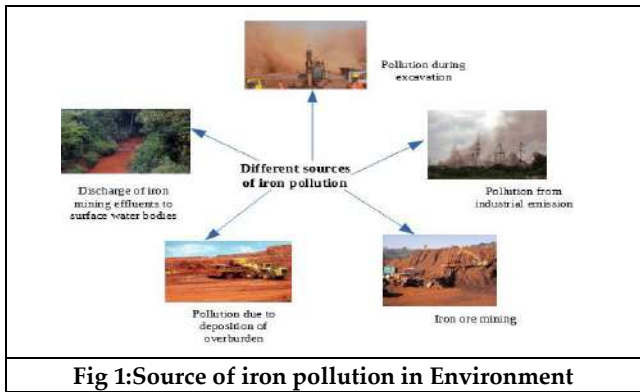 Pollution during
excavation
Different sources
of iron pollution
Discharge of iron
mining effluents to
surface water bodies
Pollution from
industrial emission
Pollution due to
deposition of
overburden
Iron ore mining
Fig 1:Source of iron pollution in Environment